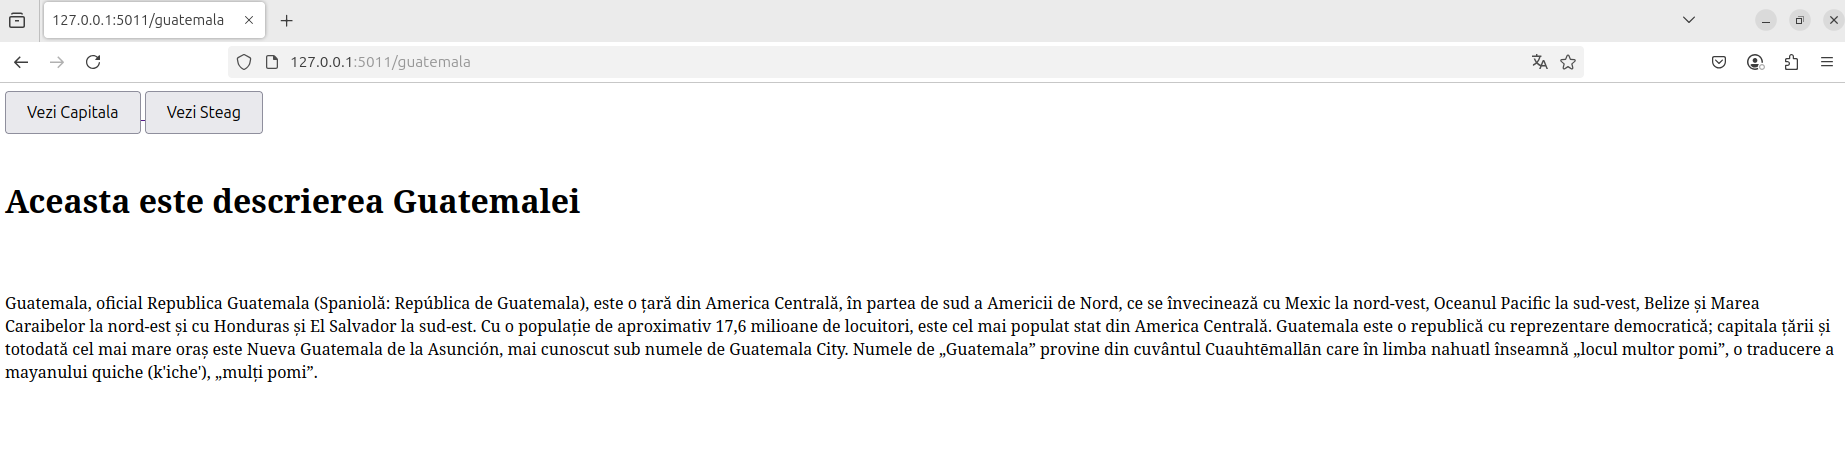 127.0.0.1:5011/guatemala
127.0.0.1:5011/guatemala
Vezi Capitala
Vezi Steag
Aceasta este descrierea Guatemalei
Guatemala, oficial Republica Guatemala (Spaniolă: República de Guatemala), este o țară din America Centrală, în partea de sud a Americii de Nord, ce se învecinează cu Mexic la nord-vest, Oceanul Pacific la sud-vest, Belize și Marea
Caraibelor la nord-est și cu Honduras și El Salvador la sud-est. Cu o populație de aproximativ 17,6 milioane de locuitori, este cel mai populat stat din America Centrală. Guatemala este o republică cu reprezentare democratică; capitala țării și
totodată cel mai mare oraș este Nueva Guatemala de la Asunción, mai cunoscut sub numele de Guatemala City. Numele de „Guatemala” provine din cuvântul Cuauhtēmallān care în limba nahuatl înseamnă „locul multor pomi”, o traducere a
mayanului quiche (k'iche'), „mulți pomi”.